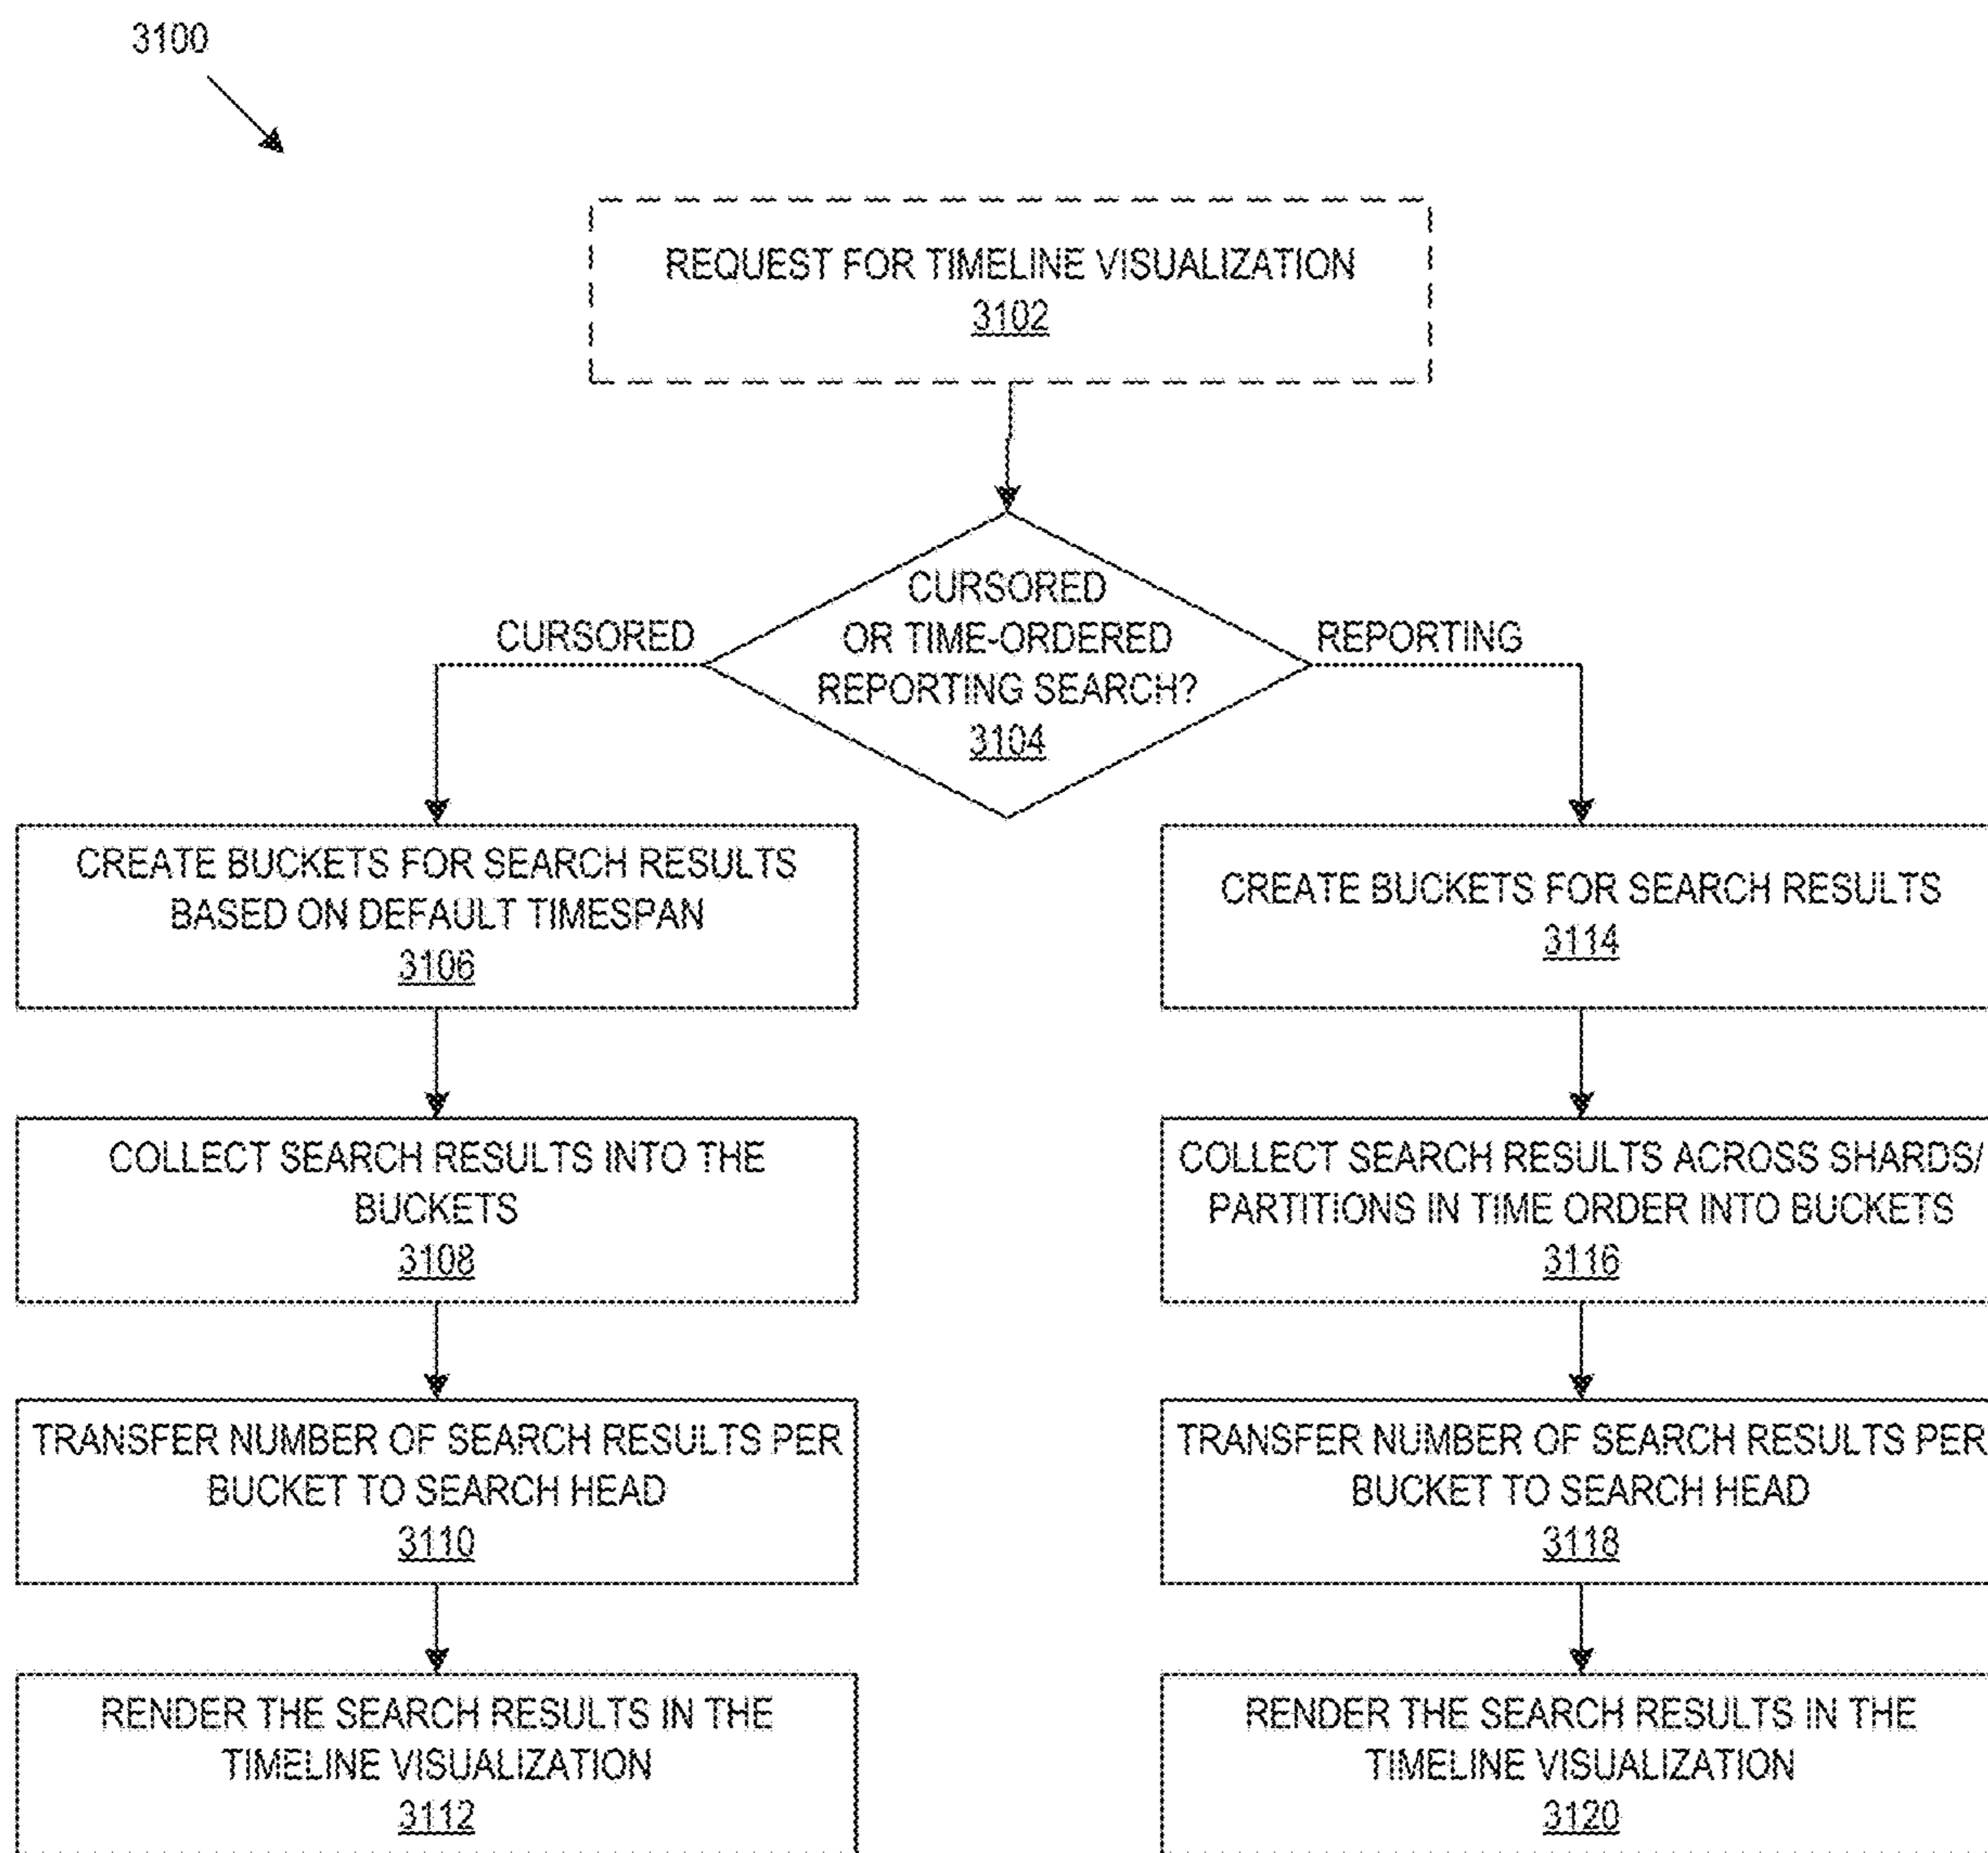 3100
REQUEST FOR TIMELINE VISUALIZATION
3102
CURSORED
OR TIME-ORDERED
REPORTING SEARCH?
3104
CURSORED
REPORTING
CREATE BUCKETS FOR SEARCH RESULTS
BASED ON DEFAULT TIMESPAN
3106
COLLECT SEARCH RESULTS INTO THE
BUCKETS
3108
TRANSFER NUMBER OF SEARCH RESULTS PER
BUCKET TO SEARCH HEAD
3110
RENDER THE SEARCH RESULTS IN THE
TIMELINE VISUALIZATION
3112
CREATE BUCKETS FOR SEARCH RESULTS
3114
COLLECT SEARCH RESULTS ACROSS SHARDS/
PARTITIONS IN TIME ORDER INTO BUCKETS
3116
TRANSFER NUMBER OF SEARCH RESULTS PER
BUCKET TO SEARCH HEAD
3118
RENDER THE SEARCH RESULTS IN THE
TIMELINE VISUALIZATION
3120